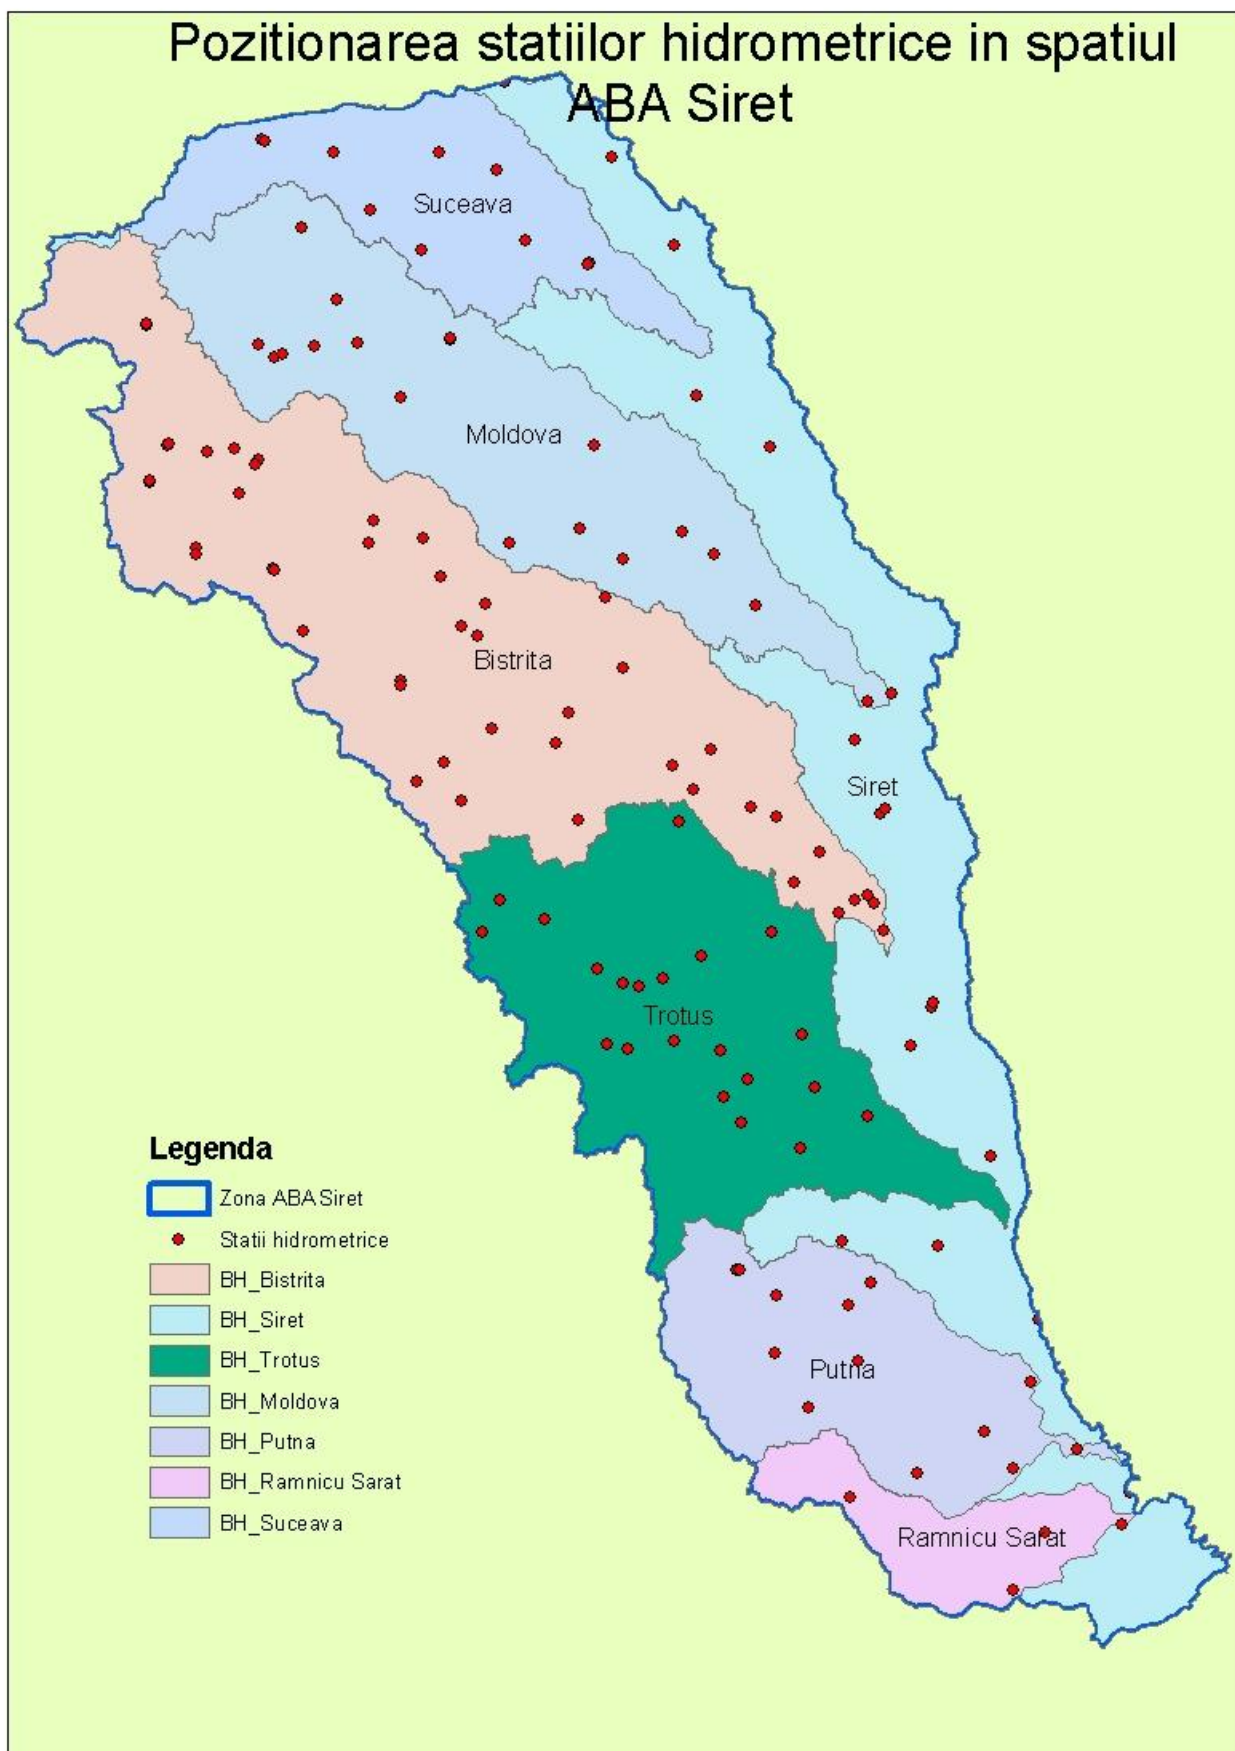 Pozitionarea statiilor hidrometrice in spatiul
ABA Siret
Suceava
Moldova
Bistrita
Siret
Trotus
Putna
Ramnicu Sarat
Legenda
Zona ABA Siret
Statii hidrometrice
BH_Bistrita
BH_Siret
BH_Trotus
BH_Moldova
BH_Putna
BH_Ramnicu Sarat
BH_Suceava